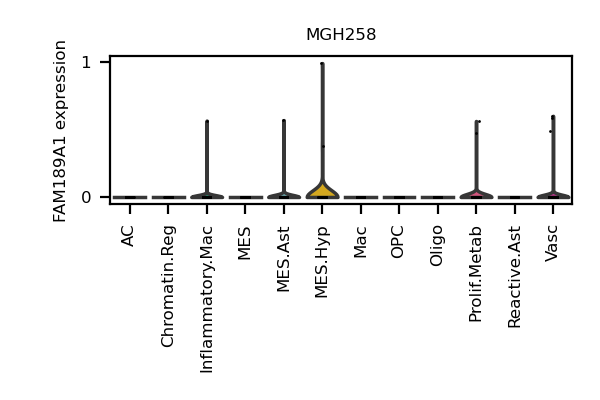 MGH258
FAM189A1 expression
1
0
AC
Chromatin.Reg
Inflammatory.Mac
MES
MES.Ast
MES.Hyp
Mac
OPC
Oligo
Prolif.Metab
Reactive.Ast
Vasc